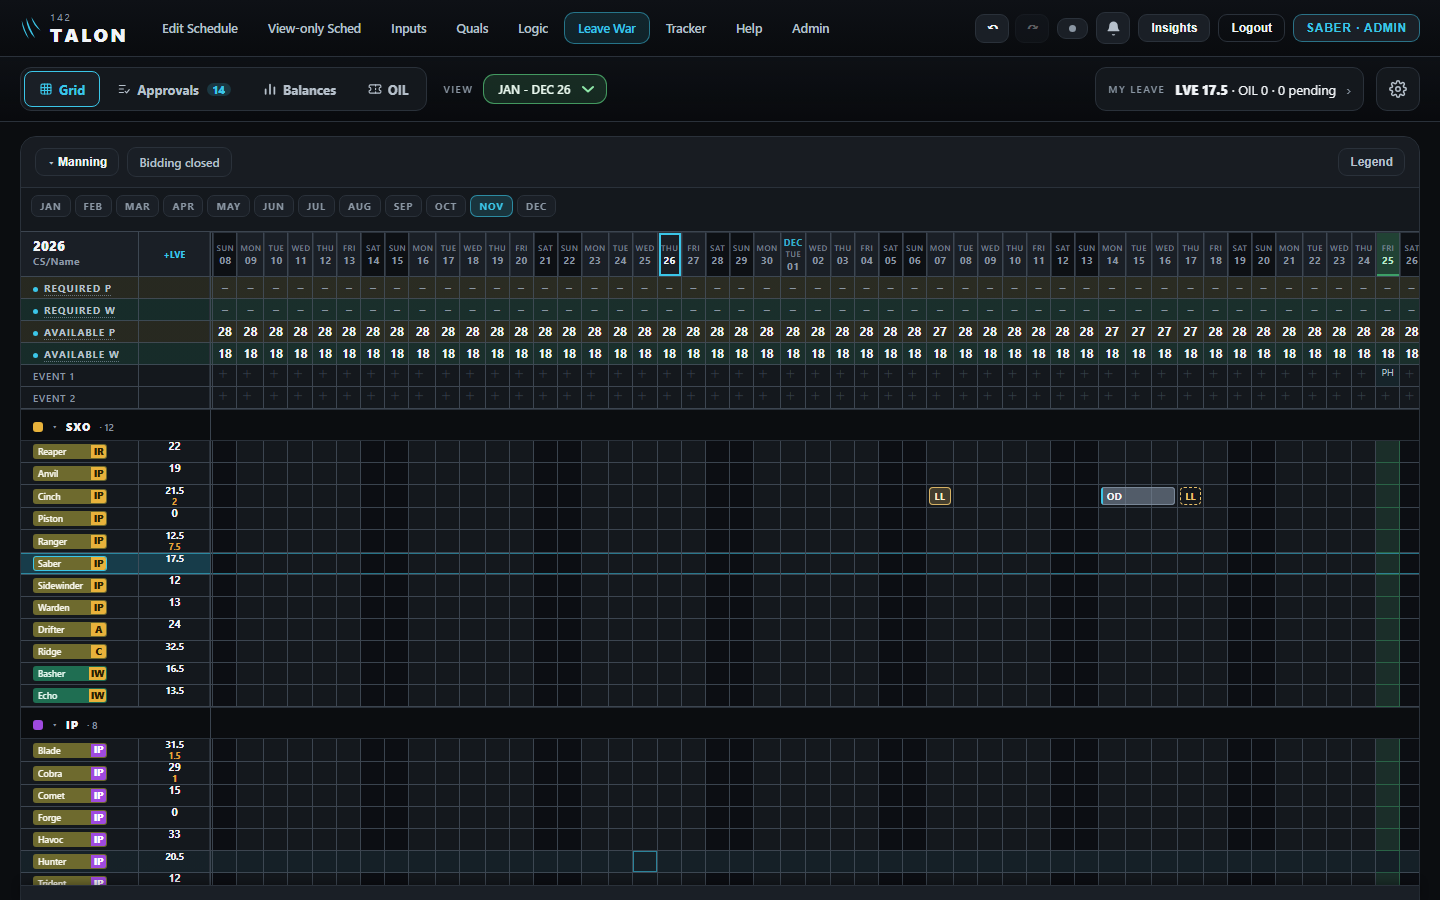 142
TALON
Edit Schedule
View-only Sched
Inputs
Quals
Logic
Leave War
Tracker
Help
Admin
Insights
Logout
SABER · ADMIN
Grid
Approvals 14
Balances
OIL
VIEW
JAN - DEC 26
MY LEAVE LVE 17.5 · OIL 0 · 0 pending ›
Manning
Bidding closed
Legend
JAN FEB MAR APR MAY JUN JUL AUG SEP OCT NOV DEC
2026
CS/Name
+LVE
DEC
SUN MON TUE WED THU FRI SAT SUN MON TUE WED THU FRI SAT SUN MON TUE WED THU FRI SAT SUN MON TUE WED THU FRI SAT SUN MON TUE WED THU FRI SAT SUN MON TUE WED THU FRI SAT SUN MON TUE WED THU FRI SAT
08 09 10 11 12 13 14 15 16 17 18 19 20 21 22 23 24 25 26 27 28 29 30 01 02 03 04 05 06 07 08 09 10 11 12 13 14 15 16 17 18 19 20 21 22 23 24 25 26
REQUIRED P – – – – – – – – – – – – – – – – – – – – – – – – – – – – – – – – – – – – – – – – – – – – – – – – –
REQUIRED W – – – – – – – – – – – – – – – – – – – – – – – – – – – – – – – – – – – – – – – – – – – – – – – – –
AVAILABLE P 28 28 28 28 28 28 28 28 28 28 28 28 28 28 28 28 28 28 28 28 28 28 28 28 28 28 28 28 28 27 28 28 28 28 28 28 27 27 27 27 28 28 28 28 28 28 28 28 28
AVAILABLE W 18 18 18 18 18 18 18 18 18 18 18 18 18 18 18 18 18 18 18 18 18 18 18 18 18 18 18 18 18 18 18 18 18 18 18 18 18 18 18 18 18 18 18 18 18 18 18 18 18
EVENT 1 + + + + + + + + + + + + + + + + + + + + + + + + + + + + + + + + + + + + + + + + + + + + + + + PH +
EVENT 2 + + + + + + + + + + + + + + + + + + + + + + + + + + + + + + + + + + + + + + + + + + + + + + + + +
SXO · 12
Reaper IR 22
Anvil IP 19
Cinch IP 21.5 LL OD LL
2
Piston IP 0
Ranger IP 12.5
7.5
Saber IP 17.5
Sidewinder IP 12
Warden IP 13
Drifter A 24
Ridge C 32.5
Basher IW 16.5
Echo IW 13.5
IP · 8
Blade IP 31.5
1.5
Cobra IP 29
1
Comet IP 15
Forge IP 0
Havoc IP 33
Hunter IP 20.5
Trident IP 12